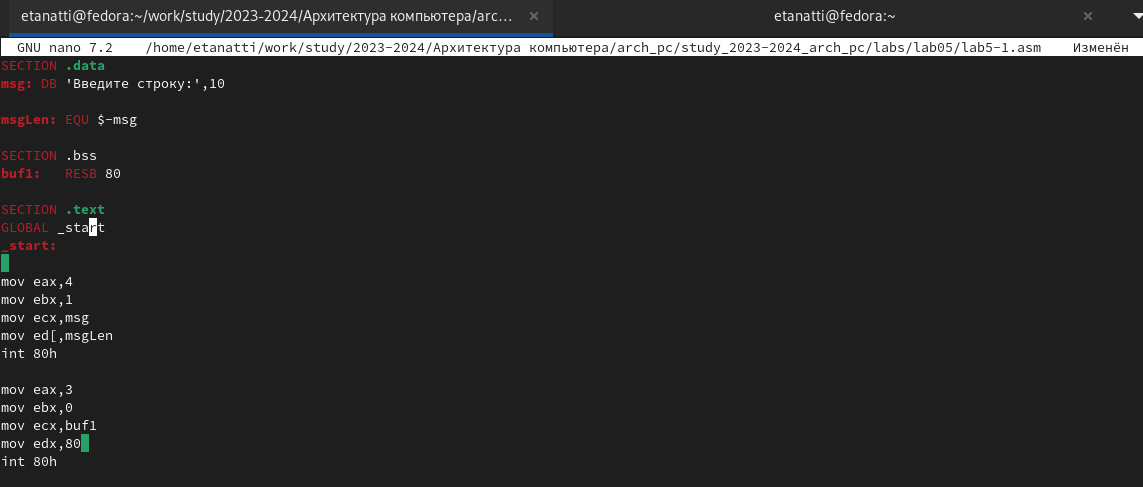 etanatti@fedora:~/work/study/2023-2024/Архитектура компьютера/arc... × etanatti@fedora:~ ×
GNU nano 7.2 /home/etanatti/work/study/2023-2024/Архитектура компьютера/arch_pc/study_2023-2024_arch_pc/labs/lab05/lab5-1.asm Изменён
SECTION .data
msg: DB 'Введите строку:',10
msgLen: EQU $-msg
SECTION .bss
buf1: RESB 80
SECTION .text
GLOBAL _start
_start:
mov eax,4
mov ebx,1
mov ecx,msg
mov ed[,msgLen
int 80h
mov eax,3
mov ebx,0
mov ecx,buf1
mov edx,80
int 80h